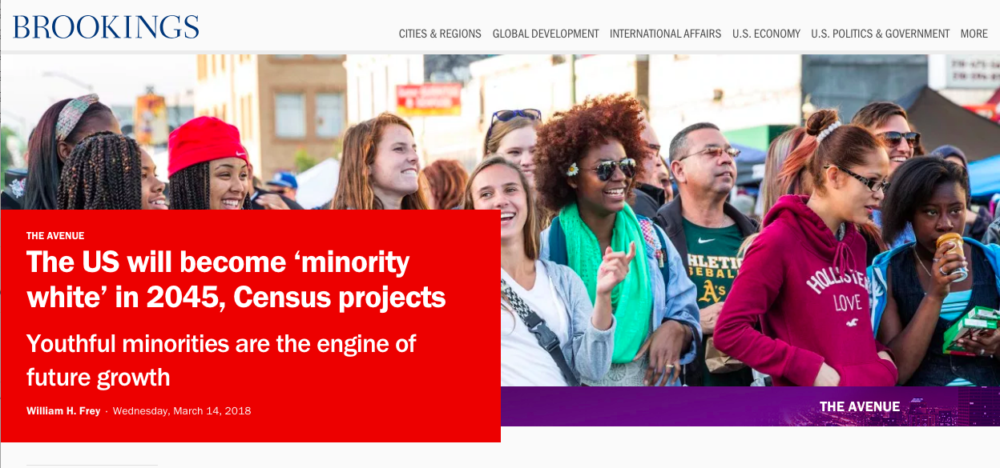 BROOKINGS
CITIES & REGIONS GLOBAL DEVELOPMENT INTERNATIONAL AFFAIRS U.S. ECONOMY U.S. POLITICS & GOVERNMENT MORE
THE AVENUE
The US will become ‘minority
white’ in 2045, Census projects
Youthful minorities are the engine of
future growth
William H. Frey · Wednesday, March 14, 2018
HLETIC
A's
HOLLISTER
LOVE
THE AVENUE